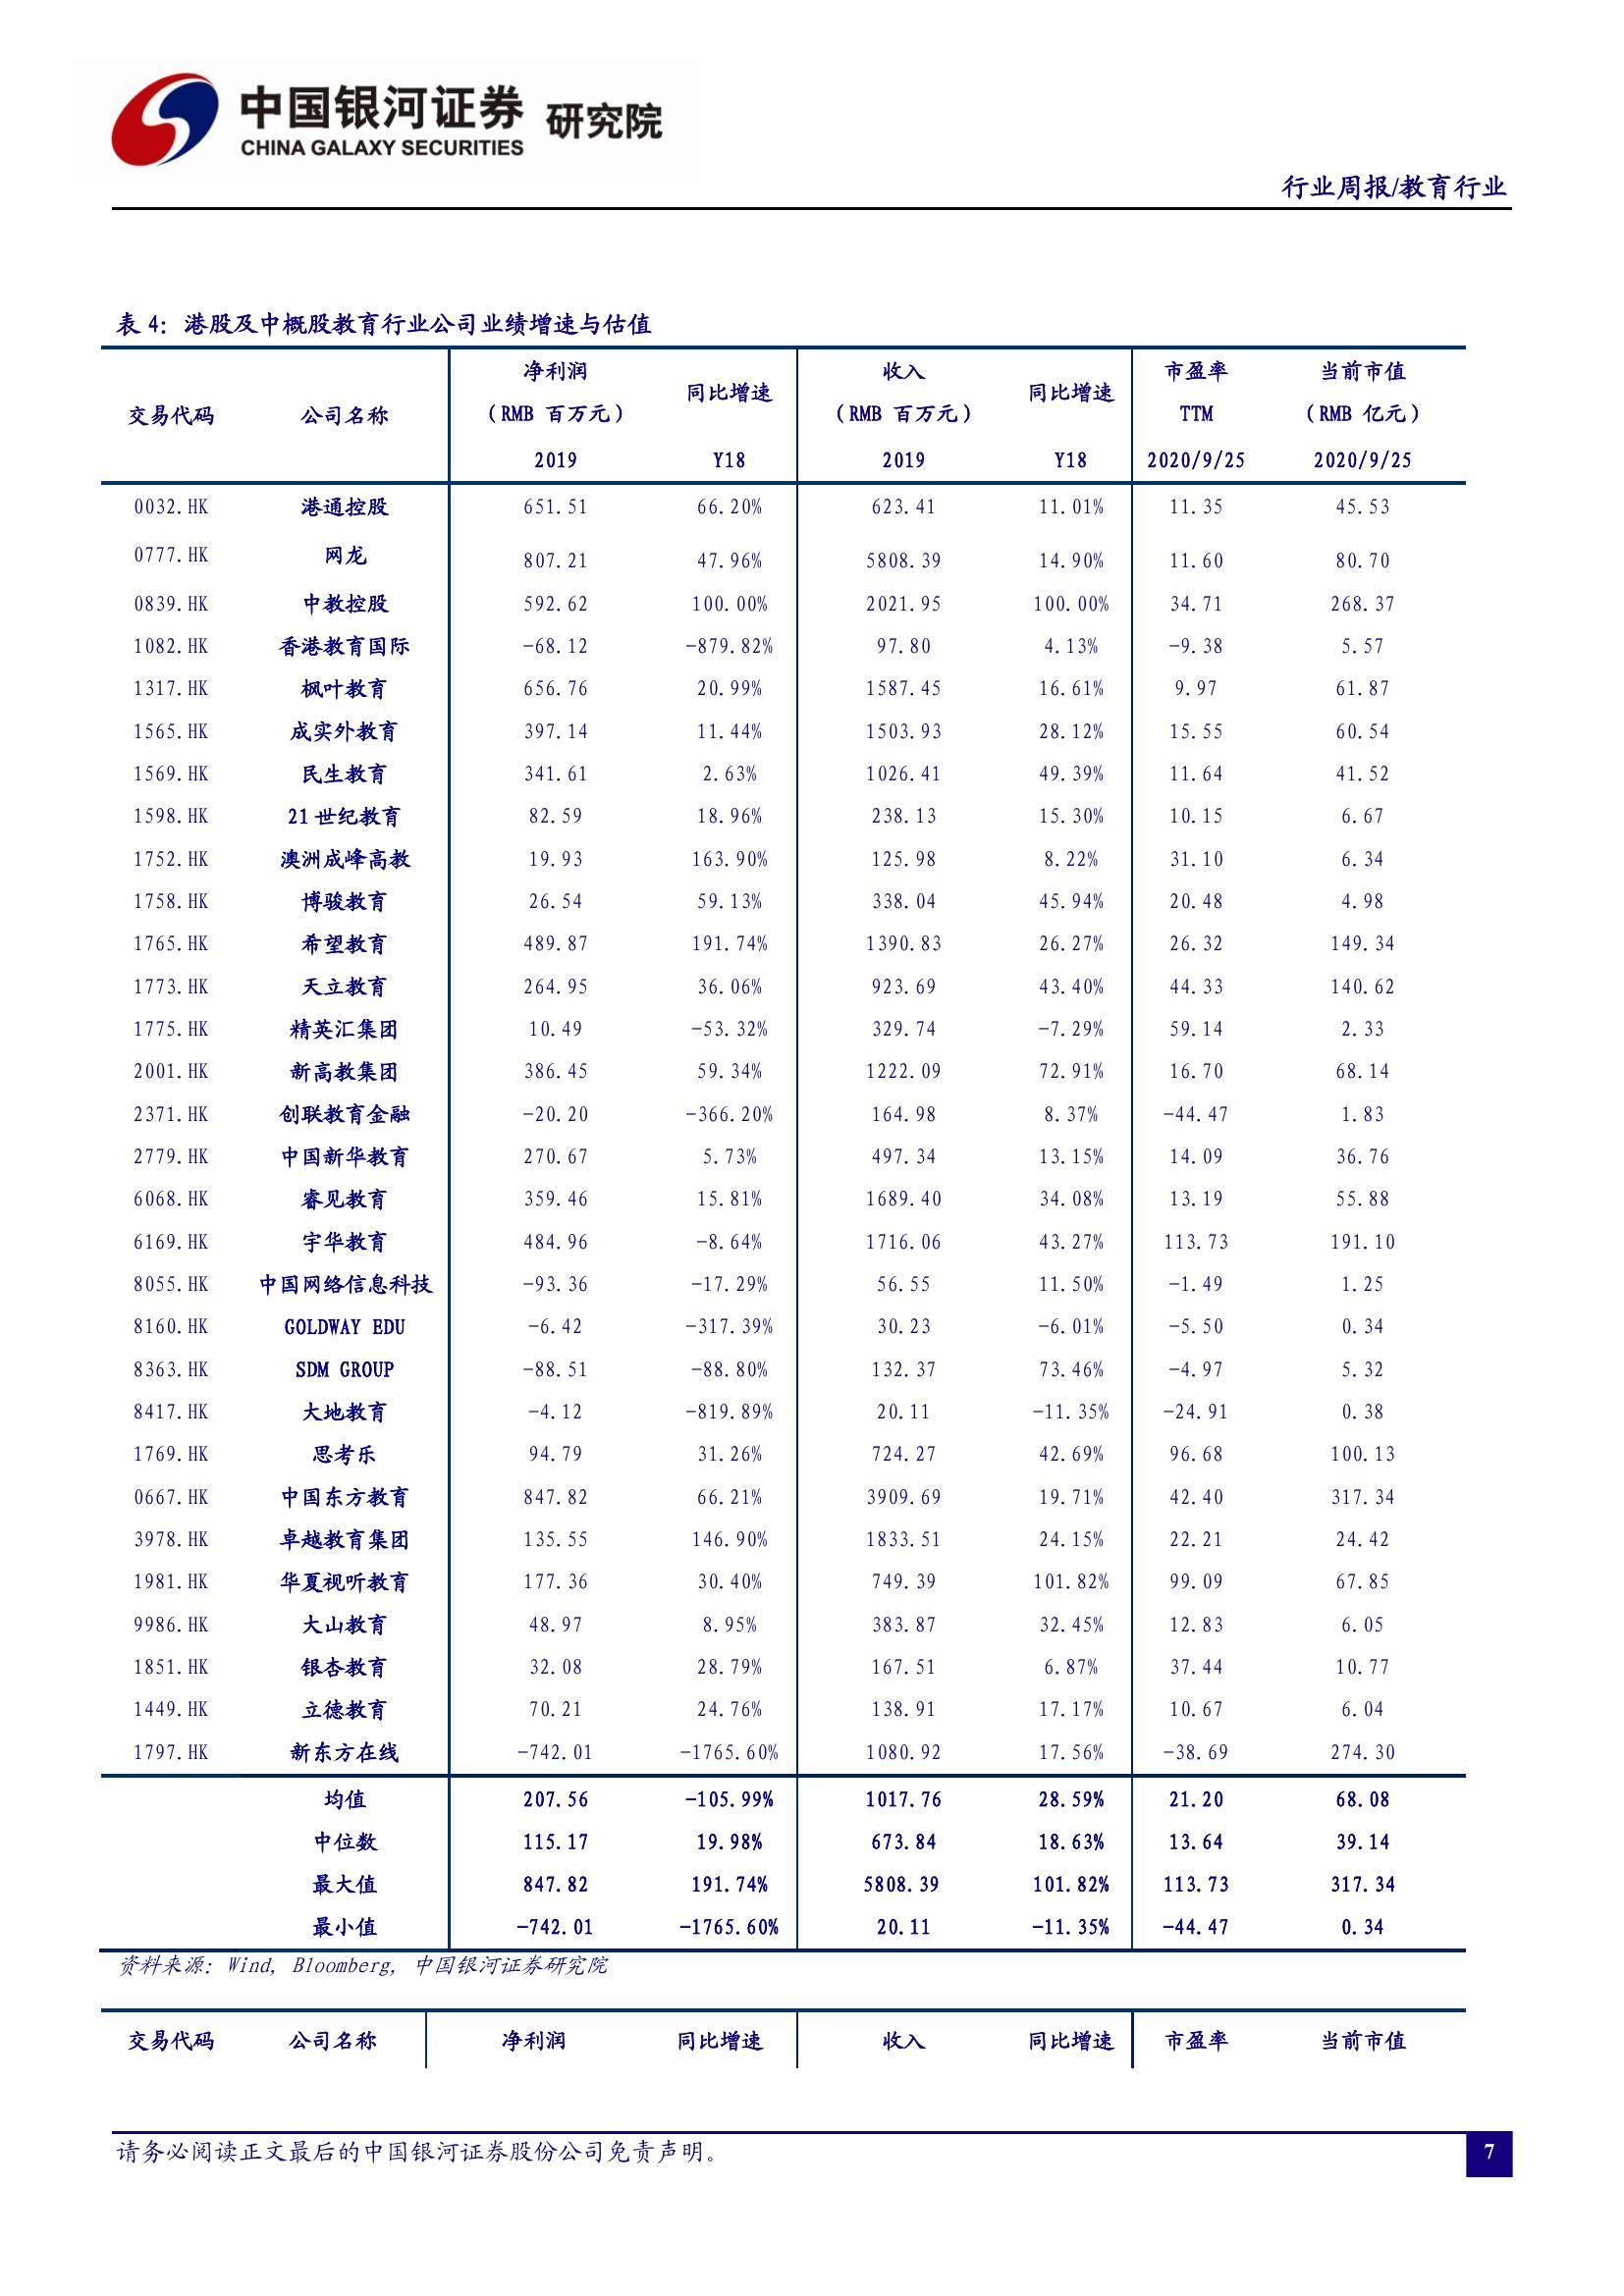 中国银河证券 研究院
CHINA GALAXY SECURITIES
行业周报/教育行业
表 4：港股及中概股教育行业公司业绩增速与估值
交易代码 公司名称 净利润 同比增速 收入 同比增速 市盈率 当前市值
（RMB 百万元） （RMB 百万元） TTM （RMB 亿元）
2019 Y18 2019 Y18 2020/9/25 2020/9/25
0032.HK 港通控股 651.51 66.20% 623.41 11.01% 11.35 45.53
0777.HK 网龙 807.21 47.96% 5808.39 14.90% 11.60 80.70
0839.HK 中教控股 592.62 100.00% 2021.95 100.00% 34.71 268.37
1082.HK 香港教育国际 -68.12 -879.82% 97.80 4.13% -9.38 5.57
1317.HK 枫叶教育 656.76 20.99% 1587.45 16.61% 9.97 61.87
1565.HK 成实外教育 397.14 11.44% 1503.93 28.12% 15.55 60.54
1569.HK 民生教育 341.61 2.63% 1026.41 49.39% 11.64 41.52
1598.HK 21 世纪教育 82.59 18.96% 238.13 15.30% 10.15 6.67
1752.HK 澳洲成峰高教 19.93 163.90% 125.98 8.22% 31.10 6.34
1758.HK 博骏教育 26.54 59.13% 338.04 45.94% 20.48 4.98
1765.HK 希望教育 489.87 191.74% 1390.83 26.27% 26.32 149.34
1773.HK 天立教育 264.95 36.06% 923.69 43.40% 44.33 140.62
1775.HK 精英汇集团 10.49 -53.32% 329.74 -7.29% 59.14 2.33
2001.HK 新高教集团 386.45 59.34% 1222.09 72.91% 16.70 68.14
2371.HK 创联教育金融 -20.20 -366.20% 164.98 8.37% -44.47 1.83
2779.HK 中国新华教育 270.67 5.73% 497.34 13.15% 14.09 36.76
6068.HK 睿见教育 359.46 15.81% 1689.40 34.08% 13.19 55.88
6169.HK 宇华教育 484.96 -8.64% 1716.06 43.27% 113.73 191.10
8055.HK 中国网络信息科技 -93.36 -17.29% 56.55 11.50% -1.49 1.25
8160.HK GOLDWAY EDU -6.42 -317.39% 30.23 -6.01% -5.50 0.34
8363.HK SDM GROUP -88.51 -88.80% 132.37 73.46% -4.97 5.32
8417.HK 大地教育 -4.12 -819.89% 20.11 -11.35% -24.91 0.38
1769.HK 思考乐 94.79 31.26% 724.27 42.69% 96.68 100.13
0667.HK 中国东方教育 847.82 66.21% 3909.69 19.71% 42.40 317.34
3978.HK 卓越教育集团 135.55 146.90% 1833.51 24.15% 22.21 24.42
1981.HK 华夏视听教育 177.36 30.40% 749.39 101.82% 99.09 67.85
9986.HK 大山教育 48.97 8.95% 383.87 32.45% 12.83 6.05
1851.HK 银杏教育 32.08 28.79% 167.51 6.87% 37.44 10.77
1449.HK 立德教育 70.21 24.76% 138.91 17.17% 10.67 6.04
1797.HK 新东方在线 -742.01 -1765.60% 1080.92 17.56% -38.69 274.30
均值 207.56 -105.99% 1017.76 28.59% 21.20 68.08
中位数 115.17 19.98% 673.84 18.63% 13.64 39.14
最大值 847.82 191.74% 5808.39 101.82% 113.73 317.34
最小值 -742.01 -1765.60% 20.11 -11.35% -44.47 0.34
资料来源：Wind, Bloomberg, 中国银河证券研究院
交易代码 公司名称 净利润 同比增速 收入 同比增速 市盈率 当前市值
请务必阅读正文最后的中国银河证券股份公司免责声明。
7